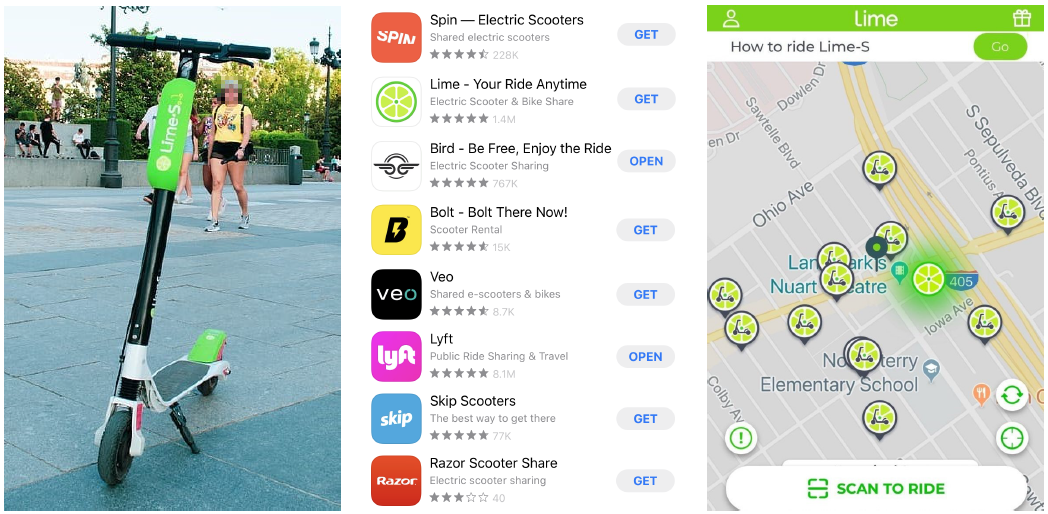 Lime-S
SPIN
Spin — Electric Scooters
Shared electric scooters
228K
GET
Lime - Your Ride Anytime
Electric Scooter & Bike Share
1.4M
GET
Bird - Be Free, Enjoy the Ride
Electric Scooter Sharing
767K
OPEN
B
Bolt - Bolt There Now!
Scooter Rental
15K
GET
veo
Veo
Shared e-scooters & bikes
8.7K
GET
lyft
Lyft
Public Ride Sharing & Travel
8.1M
OPEN
skip
Skip Scooters
The best way to get there
77K
GET
Razor
Razor Scooter Share
Electric scooter sharing
40
GET
Lime
How to ride Lime-S
Go
Dowlen Dr
Sawtelle Blvd
en Dr
S Sepulveda Blvd
Pontius A
Ohio Ave
Lan ark's
Nuart atre
405
Iowa Ave
No erry
Elementary School
Colby Av
SCAN TO RIDE